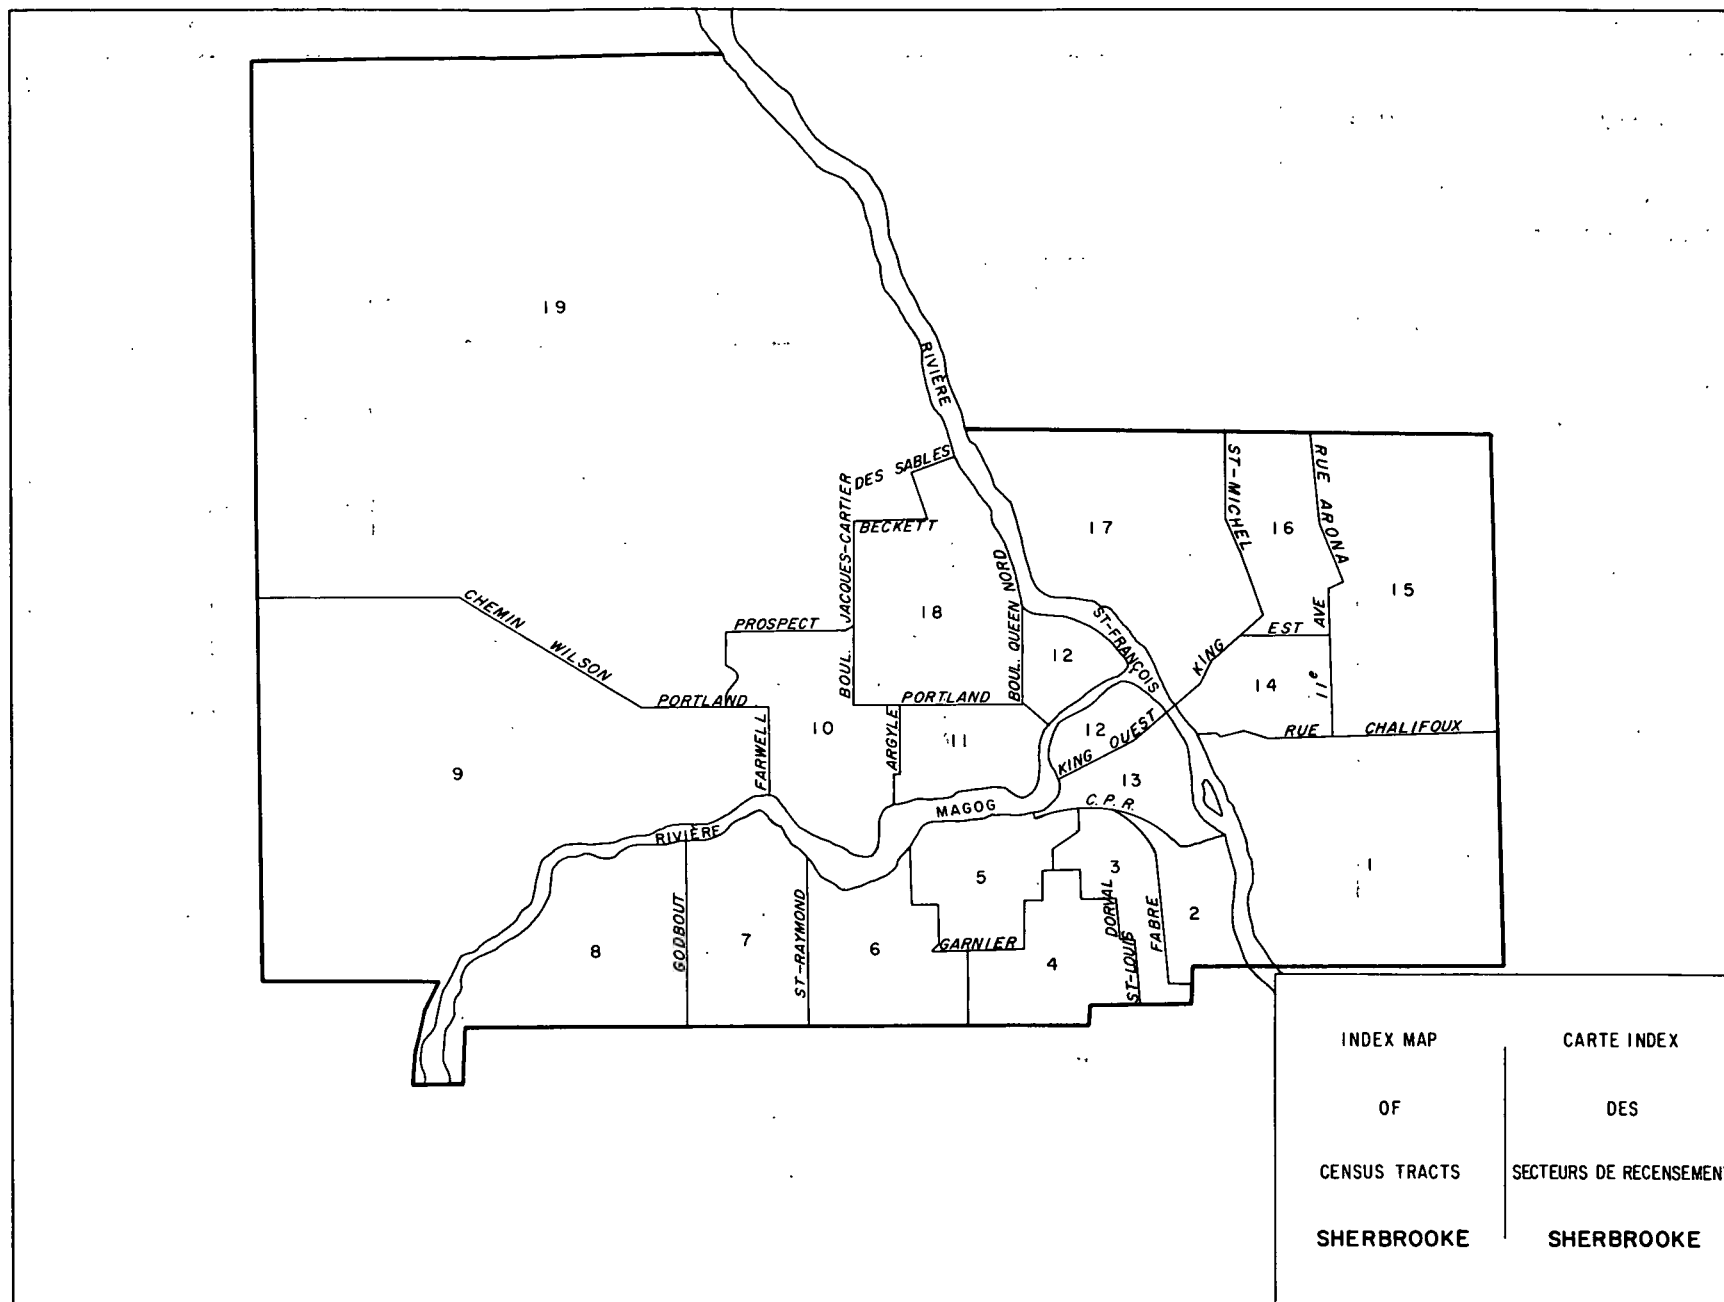 19
RIVIÈRE
DES SABLES
BECKETT
BOUL. JACQUES-CARTIER
BOUL. QUEEN NORD
17
ST-MICHEL
16
RUE ARONA
15
CHEMIN WILSON
PROSPECT
18
12
ST-FRANÇOIS
KING EST
11e AVE
14
PORTLAND
PORTLAND
FARWELL
10
ARGYLE
11
12
KING OUEST
RUE CHALIFOUX
9
13
MAGOG
C.P.R.
RIVIÈRE
8
GODBOUT
7
ST-RAYMOND
6
5
GARNIER
4
3
DORVAL
ST-LOUIS
FABRE
2
1
INDEX MAP
OF
CENSUS TRACTS
SHERBROOKE
CARTE INDEX
DES
SECTEURS DE RECENSEMENT
SHERBROOKE